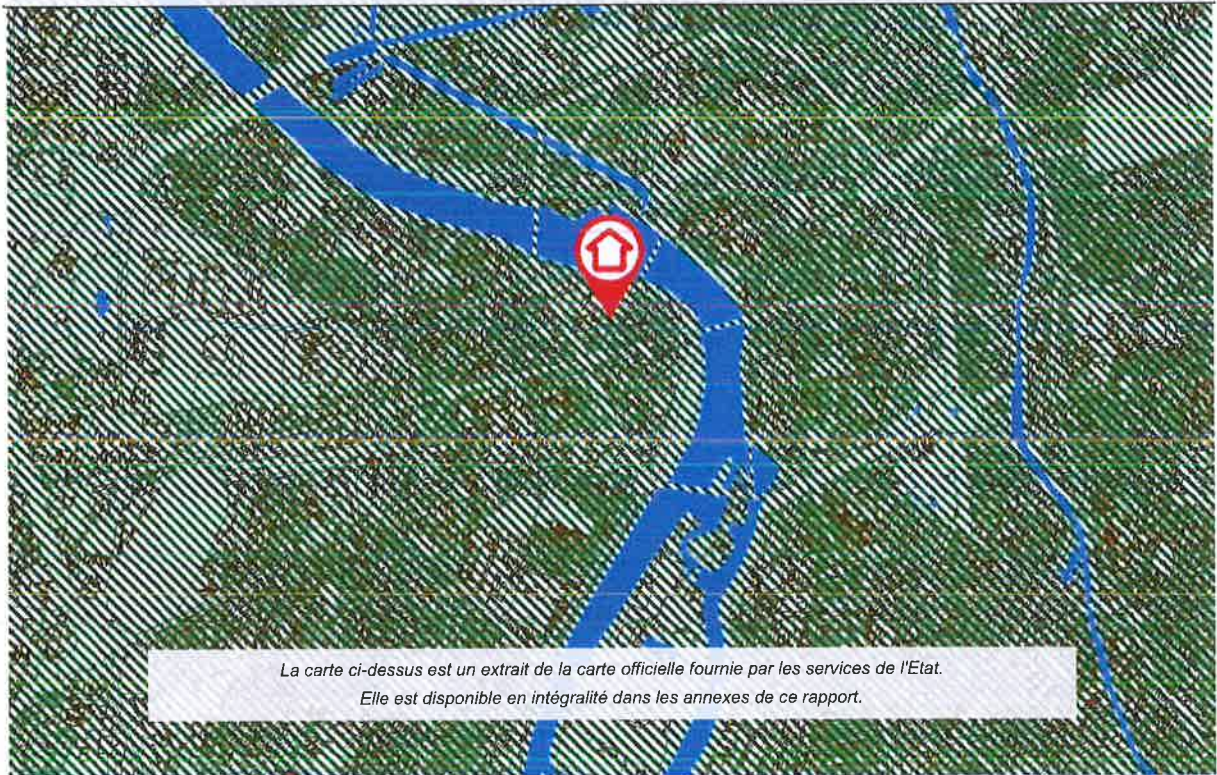 La carte ci-dessus est un extrait de la carte officielle fournie par les services de l'Etat.
Elle est disponible en intégralité dans les annexes de ce rapport.